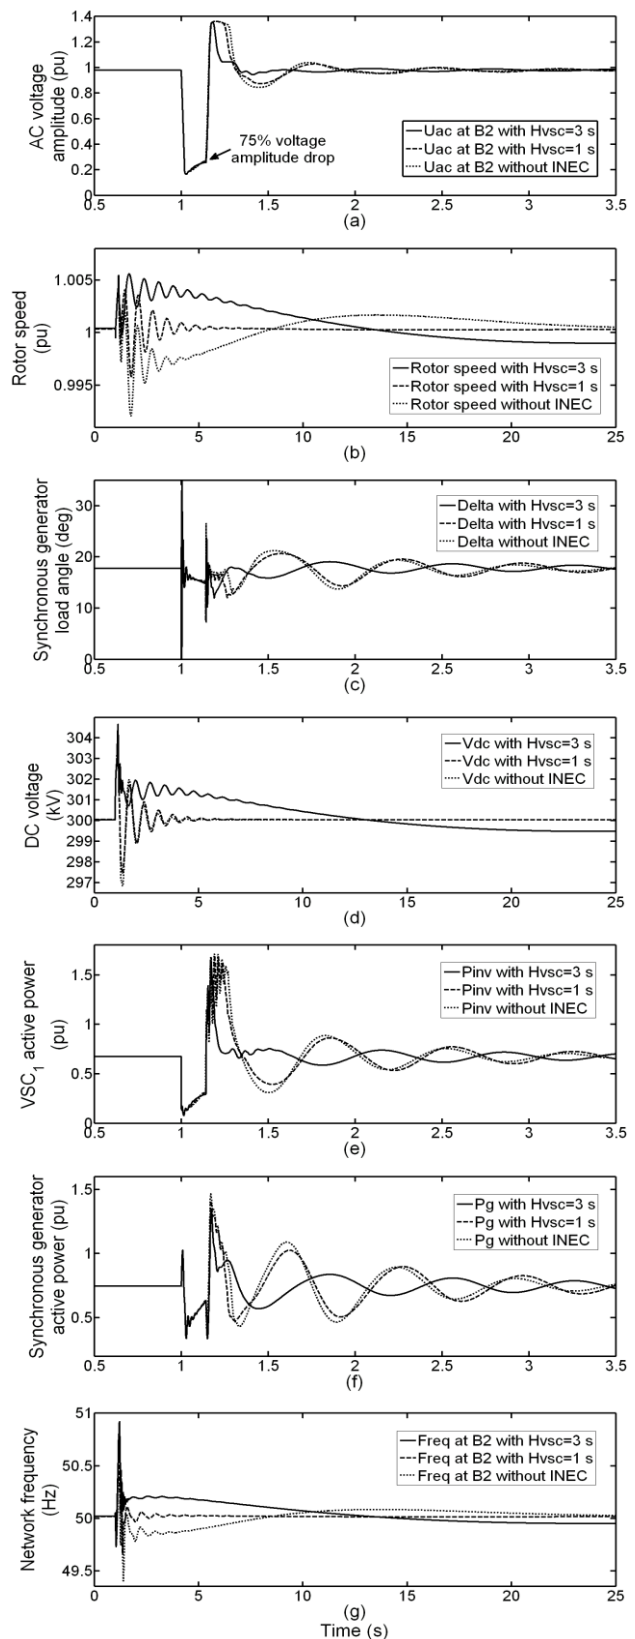 AC voltage
amplitude (pu)
1.4
1.2
1
0.8
0.6
0.4
0.2
0
75% voltage
amplitude drop
Uac at B2 with Hvsc=3 s
Uac at B2 with Hvsc=1 s
Uac at B2 without INEC
0.5 1 1.5 2 2.5 3 3.5
(a)
Rotor speed
(pu)
1.005
1
0.995
Rotor speed with Hvsc=3 s
Rotor speed with Hvsc=1 s
Rotor speed without INEC
0 5 10 15 20 25
(b)
Synchronous generator
load angle (deg)
30
20
10
0
Delta with Hvsc=3 s
Delta with Hvsc=1 s
Delta without INEC
0.5 1 1.5 2 2.5 3 3.5
(c)
DC voltage
(kV)
304
303
302
301
300
299
298
297
Vdc with Hvsc=3 s
Vdc with Hvsc=1 s
Vdc without INEC
0 5 10 15 20 25
(d)
VSC1 active power
(pu)
1.5
1
0.5
0
Pinv with Hvsc=3 s
Pinv with Hvsc=1 s
Pinv without INEC
0.5 1 1.5 2 2.5 3 3.5
(e)
Synchronous generator
active power (pu)
1.5
1
0.5
Pg with Hvsc=3 s
Pg with Hvsc=1 s
Pg without INEC
0.5 1 1.5 2 2.5 3 3.5
(f)
Network frequency
(Hz)
51
50.5
50
49.5
Freq at B2 with Hvsc=3 s
Freq at B2 with Hvsc=1 s
Freq at B2 without INEC
0 5 10 15 20 25
(g)
Time (s)